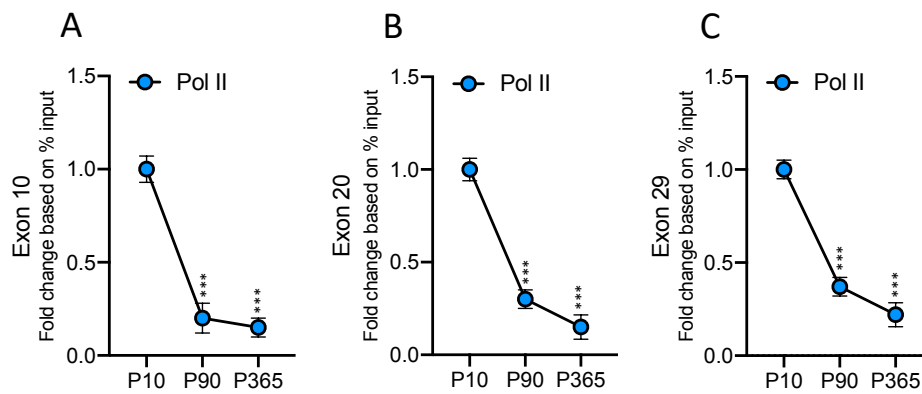 A
Exon 10
Fold change based on % input
Pol II
1.5
1.0
0.5
0.0
***
***
P10 P90 P365
B
Exon 20
Fold change based on % input
Pol II
1.5
1.0
0.5
0.0
***
***
P10 P90 P365
C
Exon 29
Fold change based on % input
Pol II
1.5
1.0
0.5
0.0
***
***
P10 P90 P365